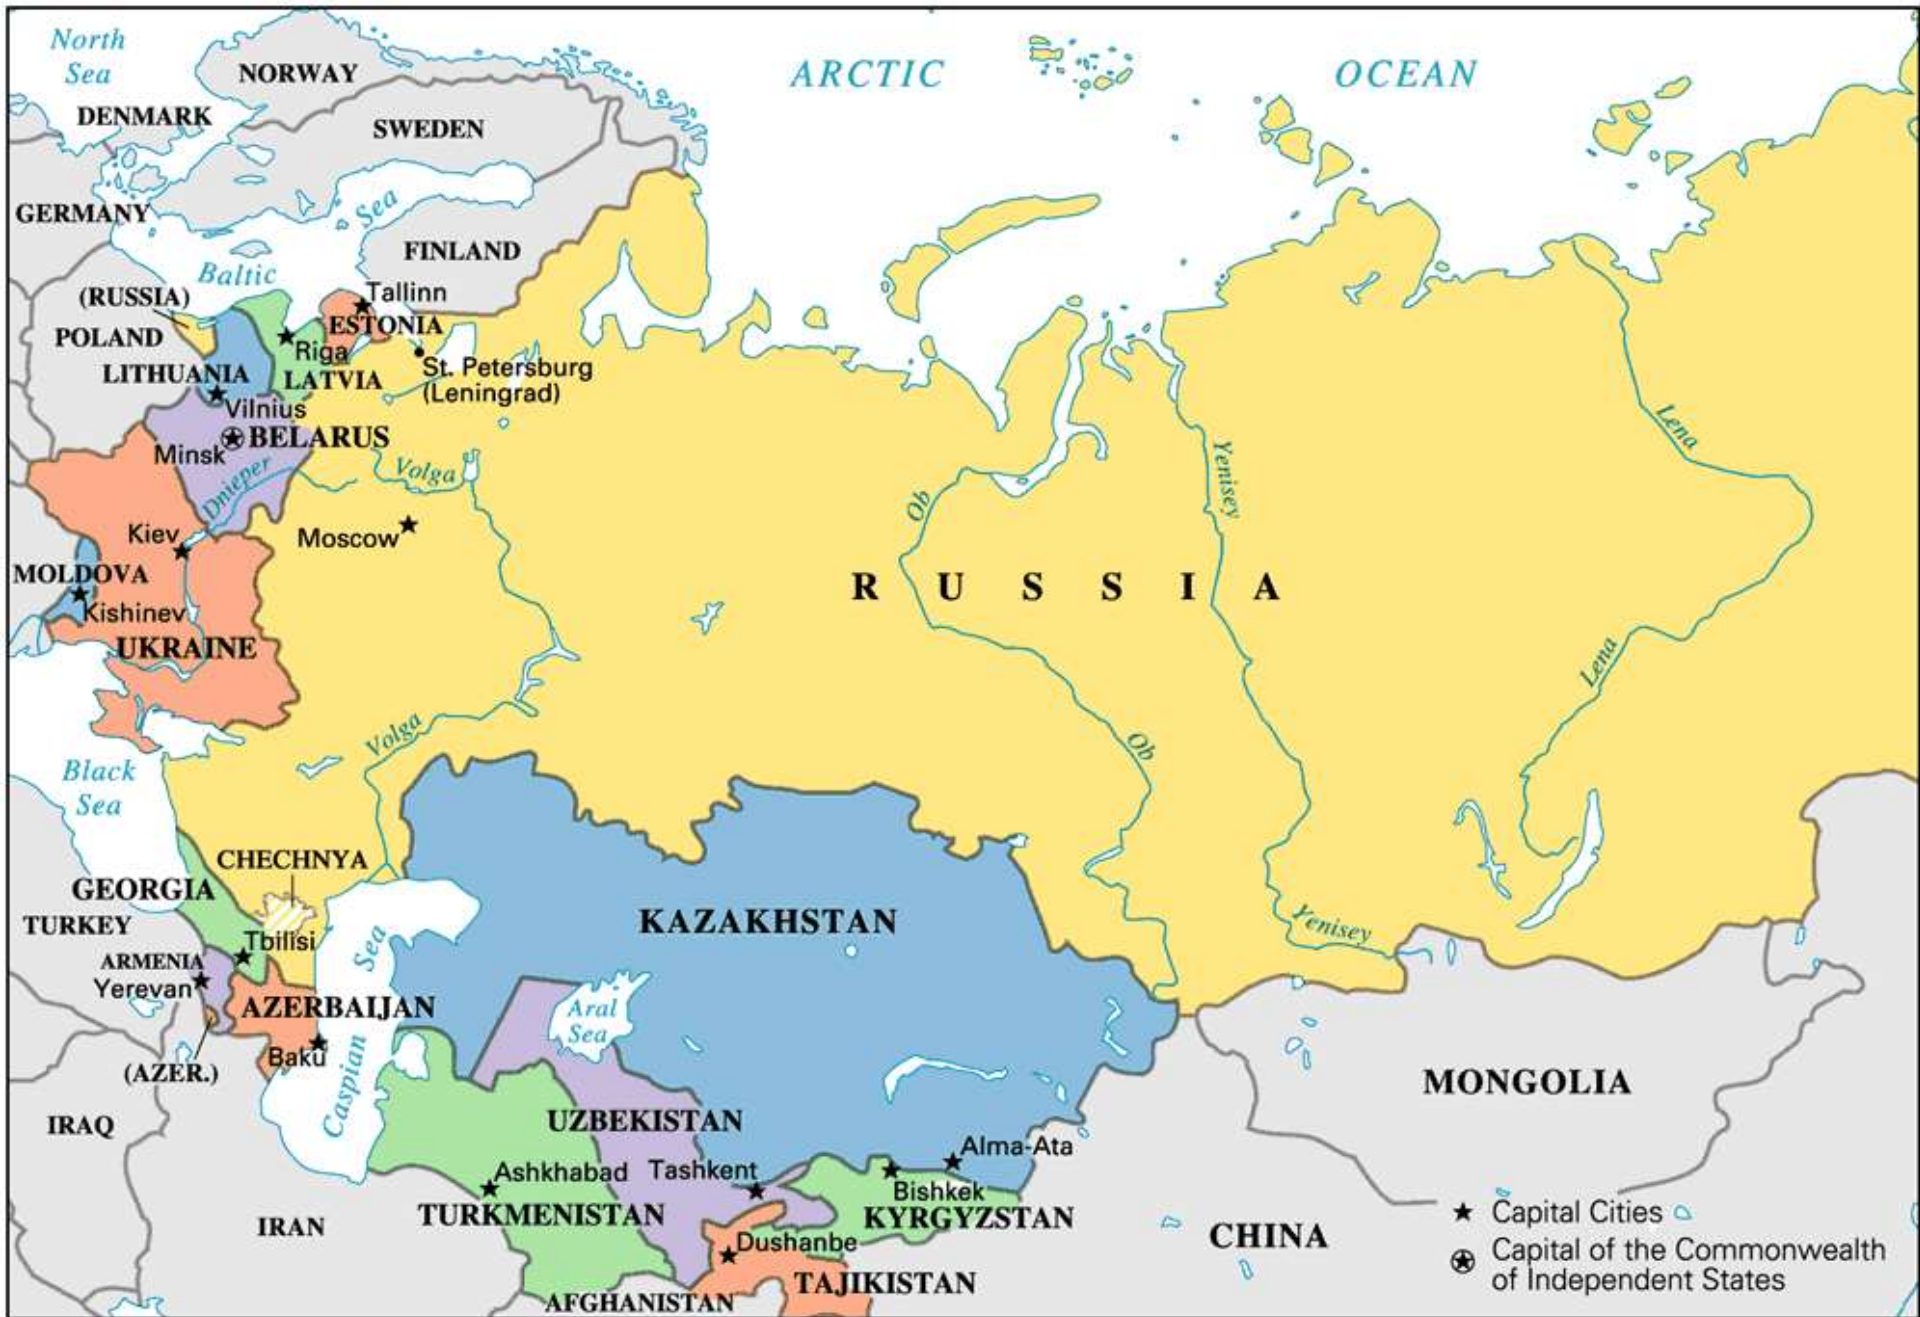 North
Sea
NORWAY
ARCTIC
OCEAN
DENMARK
SWEDEN
GERMANY
Sea
FINLAND
Baltic
(RUSSIA)
Tallinn
POLAND
ESTONIA
Riga
St. Petersburg
(Leningrad)
LITHUANIA
LATVIA
Vilnius
BELARUS
Minsk
Volga
Dnieper
Ob
Yenisey
Lena
Kiev
Moscow
MOLDOVA
RUSSIA
Kishinev
UKRAINE
Lena
Volga
Ob
Black
Sea
CHECHNYA
GEORGIA
TURKEY
KAZAKHSTAN
Yenisey
Tbilisi
Sea
ARMENIA
Yerevan
AZERBAIJAN
Aral
Sea
Baku
Caspian
(AZER.)
MONGOLIA
IRAQ
UZBEKISTAN
Alma-Ata
Ashkhabad
Tashkent
Bishkek
TURKMENISTAN
KYRGYZSTAN
IRAN
CHINA
Dushanbe
TAJIKISTAN
AFGHANISTAN
Capital Cities
Capital of the Commonwealth
of Independent States